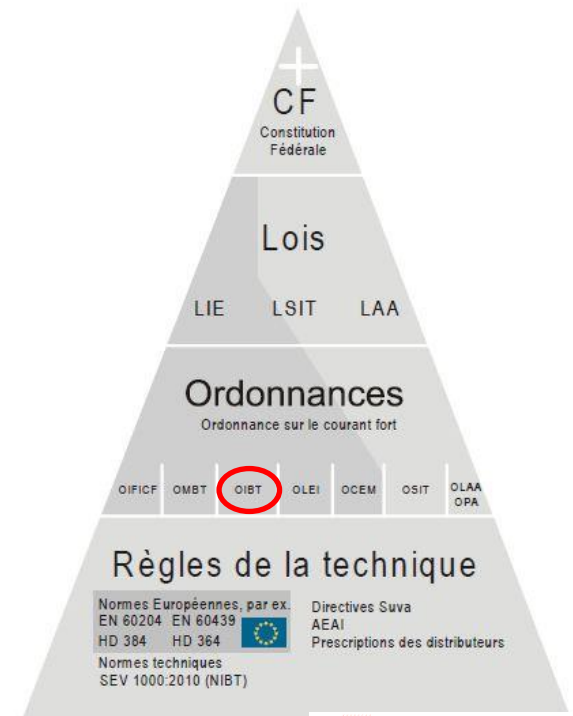 CF
Constitution
Fédérale
Lois
LIE LSIT LAA
Ordonnances
Ordonnance sur le courant fort
OIFICF OMBT OIBT OLEI OCEM OSIT OLAA
OPA
Règles de la technique
Normes Européennes, par ex.
EN 60204 EN 60439
HD 384 HD 364
Normes techniques
SEV 1000:2010 (NIBT)
Directives Suva
AEAI
Prescriptions des distributeurs